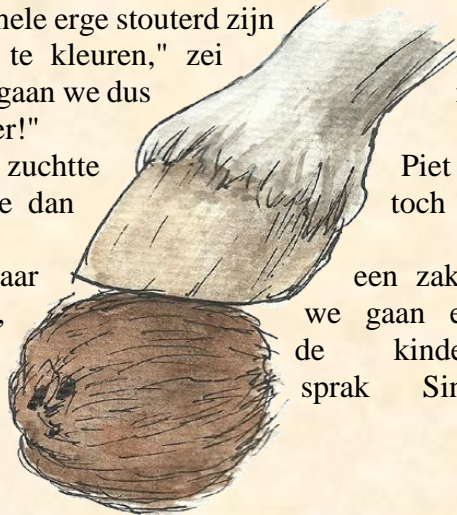 hele erge stouterd zijn
te kleuren," zei
gaan we dus
er!"
zuchtte Piet
e dan toch
aar een zak
, we gaan e
de kinde
sprak Sin